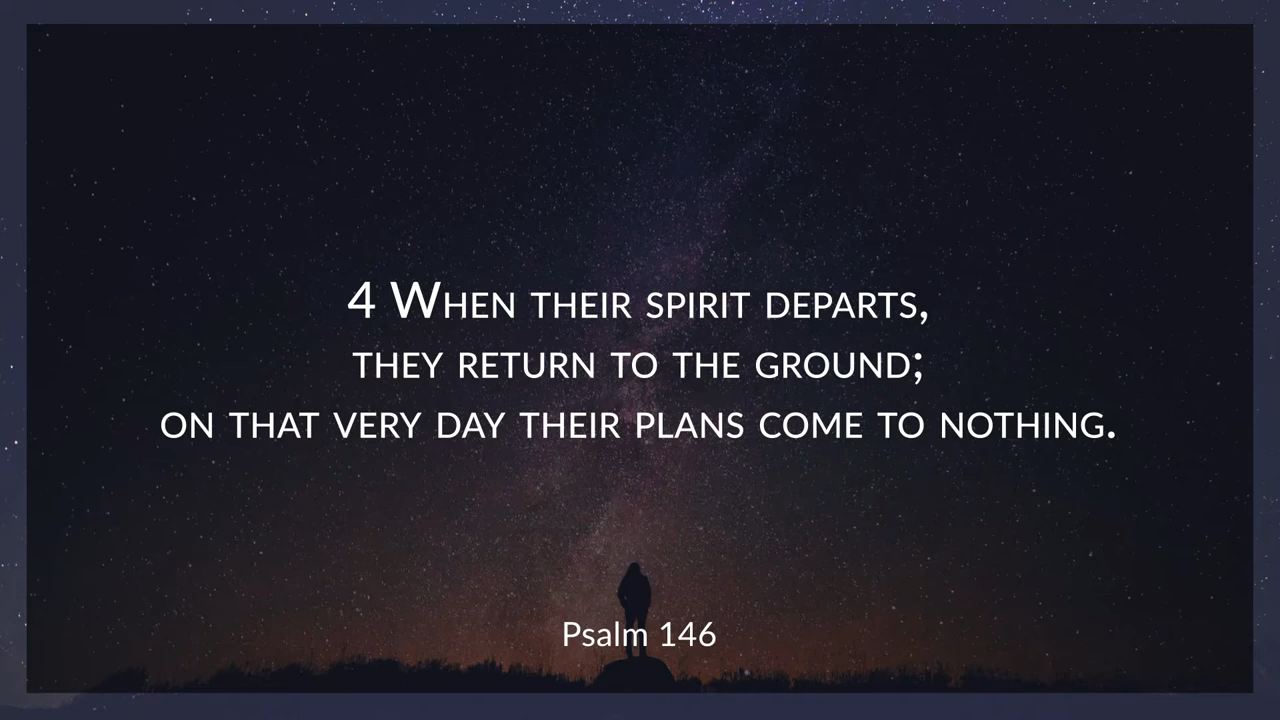 4 When their spirit departs,
they return to the ground;
on that very day their plans come to nothing.
Psalm 146